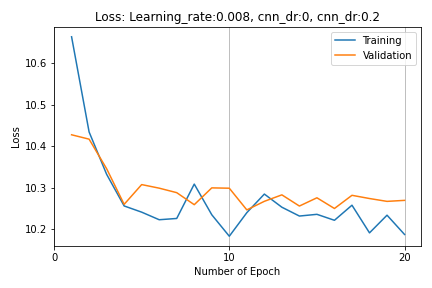 Loss: Learning_rate:0.008, cnn_dr:0, cnn_dr:0.2
Training
Validation
Loss
10.6
10.5
10.4
10.3
10.2
0
10
20
Number of Epoch